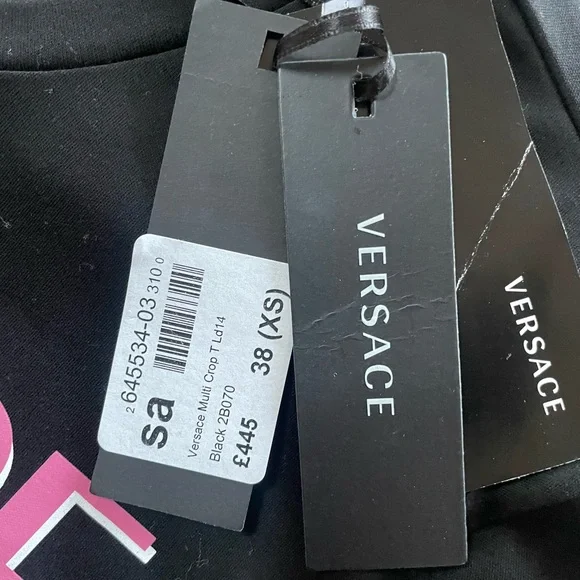 2 645534-03 310 0
sa
Versace Multi Crop T Ld14
Black 2B070
£445 38 (XS)
VERSACE
VERSACE